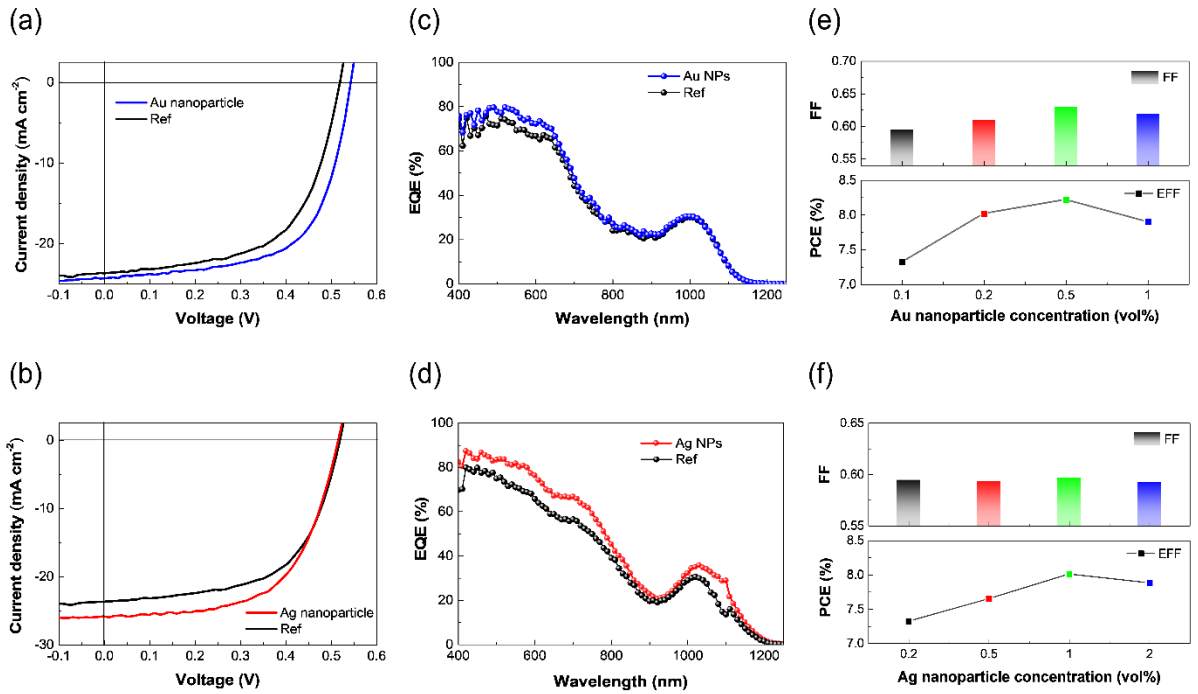 (a)
0
-10
-20
Current density (mA cm-2)
Au nanoparticle
Ref
-0.1 0.0 0.1 0.2 0.3 0.4 0.5 0.6
Voltage (V)
(c)
100
80
60
40
20
0
EQE (%)
Au NPs
Ref
400 600 800 1000 1200
Wavelength (nm)
(e)
0.70
0.65
0.60
0.55
FF
FF
8.5
8.0
7.5
7.0
PCE (%)
EFF
0.1 0.2 0.5 1
Au nanoparticle concentration (vol%)
(b)
0
-10
-20
-30
Current density (mA cm-2)
Ag nanoparticle
Ref
-0.1 0.0 0.1 0.2 0.3 0.4 0.5 0.6
Voltage (V)
(d)
100
80
60
40
20
0
EQE (%)
Ag NPs
Ref
400 600 800 1000 1200
Wavelength (nm)
(f)
0.65
0.60
0.55
FF
FF
8.5
8.0
7.5
7.0
PCE (%)
EFF
0.2 0.5 1 2
Ag nanoparticle concentration (vol%)